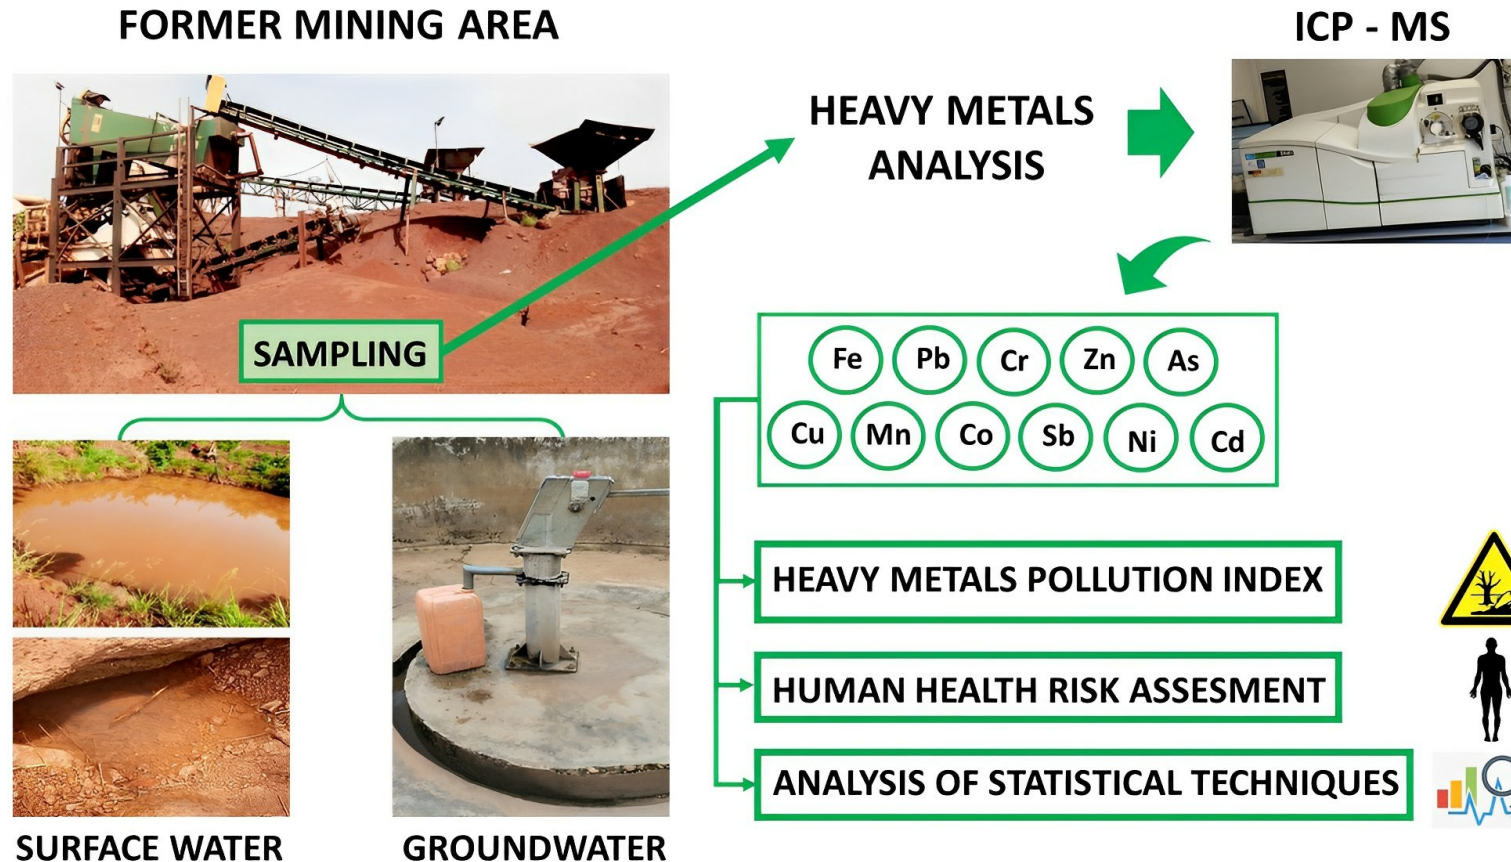 FORMER MINING AREA
ICP - MS
HEAVY METALS
ANALYSIS
SAMPLING
Fe Pb Cr Zn As
Cu Mn Co Sb Ni Cd
HEAVY METALS POLLUTION INDEX
HUMAN HEALTH RISK ASSESMENT
ANALYSIS OF STATISTICAL TECHNIQUES
SURFACE WATER
GROUNDWATER